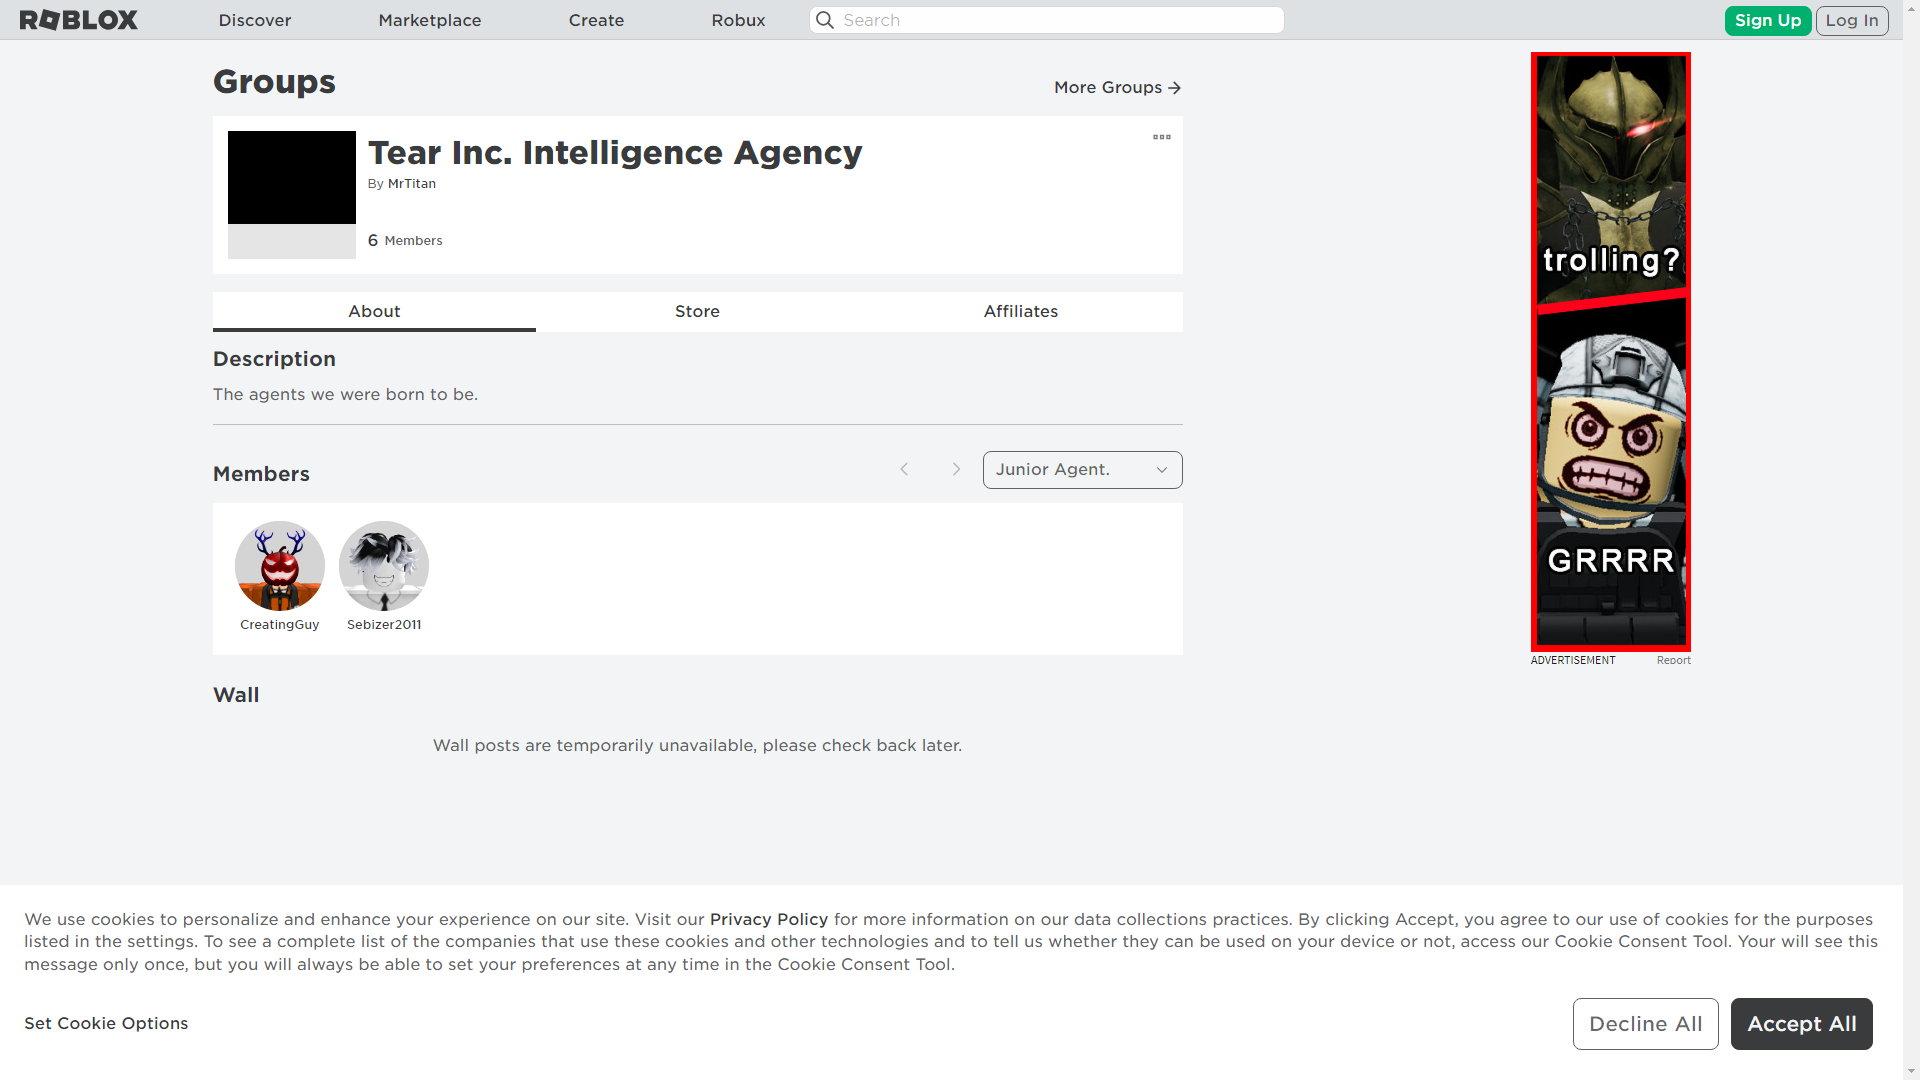 ROBLOX
Discover
Marketplace
Create
Robux
Search
Sign Up
Log In
Groups
More Groups
Tear Inc. Intelligence Agency
By MrTitan
6 Members
About
Store
Affiliates
Description
The agents we were born to be.
Members
Junior Agent.
CreatingGuy
Sebizer2011
Wall
Wall posts are temporarily unavailable, please check back later.
trolling?
GRRRR
ADVERTISEMENT
Report
We use cookies to personalize and enhance your experience on our site. Visit our Privacy Policy for more information on our data collections practices. By clicking Accept, you agree to our use of cookies for the purposes
listed in the settings. To see a complete list of the companies that use these cookies and other technologies and to tell us whether they can be used on your device or not, access our Cookie Consent Tool. Your will see this
message only once, but you will always be able to set your preferences at any time in the Cookie Consent Tool.
Set Cookie Options
Decline All
Accept All